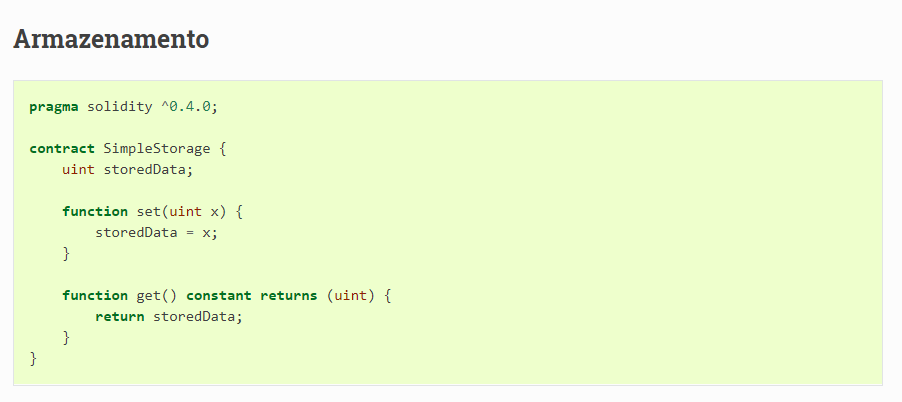 Armazenamento
pragma solidity ^0.4.0;
contract SimpleStorage {
    uint storedData;
    function set(uint x) {
        storedData = x;
    }
    function get() constant returns (uint) {
        return storedData;
    }
}